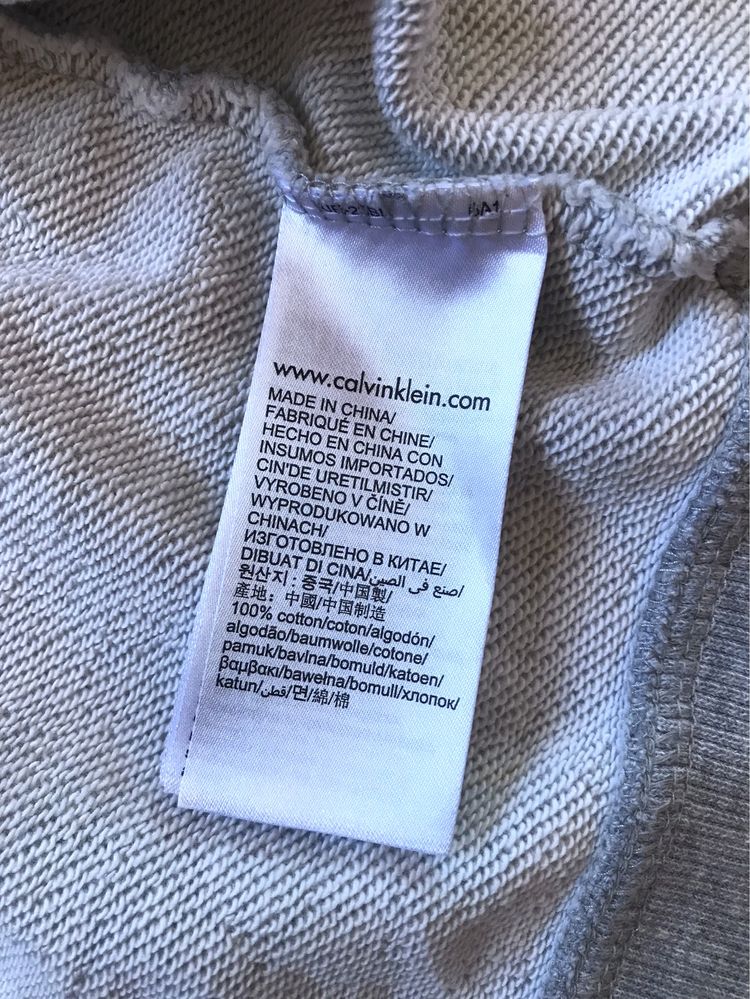 www.calvinklein.com
MADE IN CHINA/
FABRIQUÉ EN CHINE/
HECHO EN CHINA CON
INSUMOS IMPORTADOS/
CIN'DE URETILMISTIR/
VYROBENO V ČÍNĚ/
WYPRODUKOWANO W
CHINACH/
ИЗГОТОВЛЕНО В КИТАЕ/
DIBUAT DI CINA/صنع في الصين/
원산지 : 중국/中国製/
產地：中國/中国制造
100% cotton/coton/algodón/
algodão/baumwolle/cotone/
pamuk/bavlna/bomuld/katoen/
βαμβακι/bawełna/bomull/хлопок/
katun/قطن/면/綿/棉